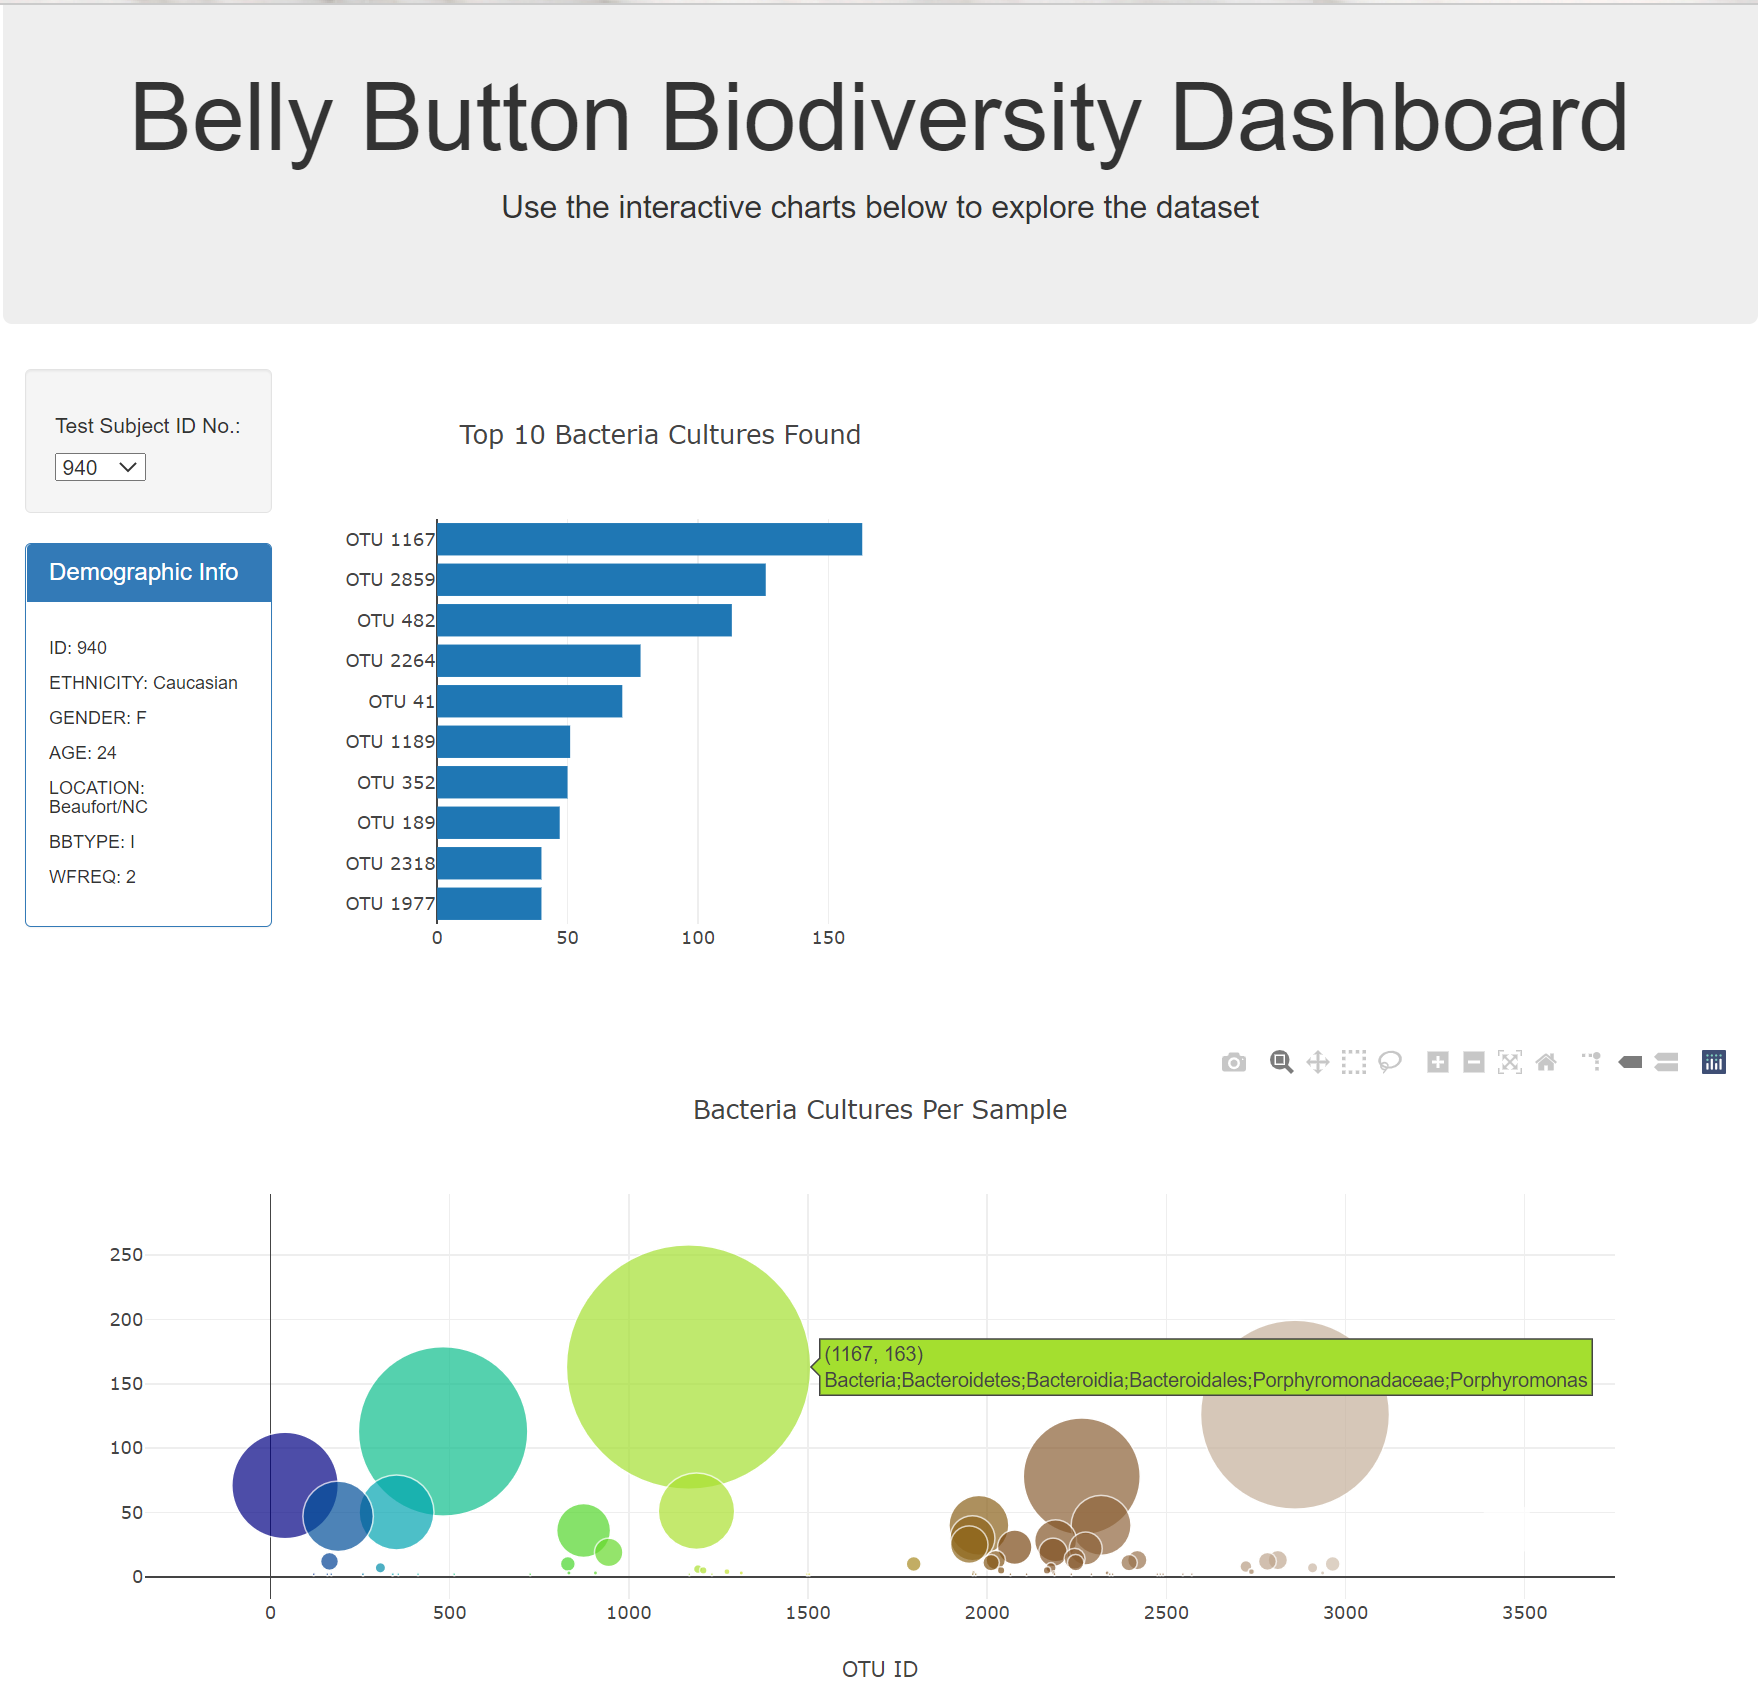 Belly Button Biodiversity Dashboard
Use the interactive charts below to explore the dataset
Test Subject ID No.:
940
Demographic Info
ID: 940
ETHNICITY: Caucasian
GENDER: F
AGE: 24
LOCATION:
Beaufort/NC
BBTYPE: I
WFREQ: 2
Top 10 Bacteria Cultures Found
OTU 1167
OTU 2859
OTU 482
OTU 2264
OTU 41
OTU 1189
OTU 352
OTU 189
OTU 2318
OTU 1977
0 50 100 150
Bacteria Cultures Per Sample
250
200
150
100
50
0
(1167, 163)
Bacteria;Bacteroidetes;Bacteroidia;Bacteroidales;Porphyromonadaceae;Porphyromonas
0 500 1000 1500 2000 2500 3000 3500
OTU ID